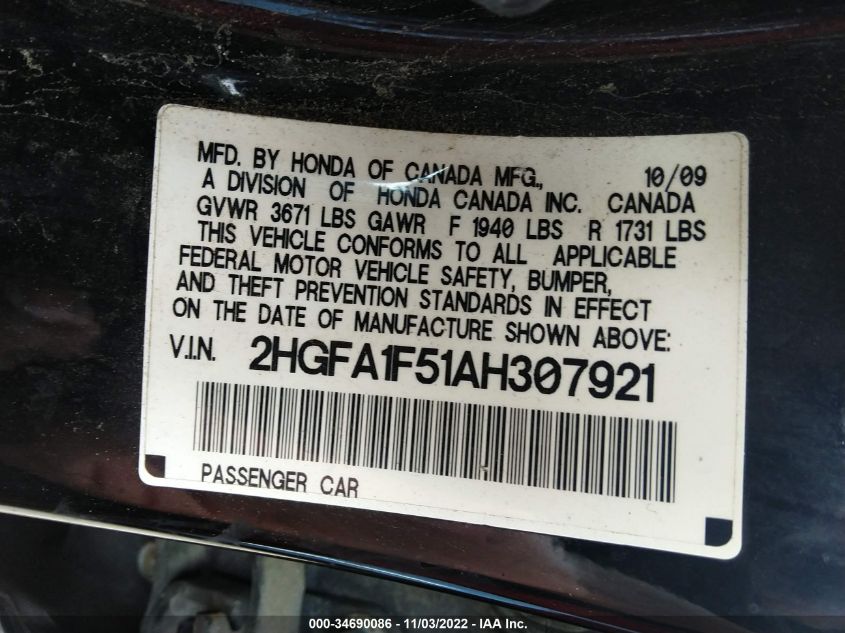 MFD. BY HONDA OF CANADA MFG., 10/09
A DIVISION OF HONDA CANADA INC. CANADA
GVWR 3671 LBS GAWR F 1940 LBS R 1731 LBS
THIS VEHICLE CONFORMS TO ALL APPLICABLE
FEDERAL MOTOR VEHICLE SAFETY, BUMPER,
AND THEFT PREVENTION STANDARDS IN EFFECT
ON THE DATE OF MANUFACTURE SHOWN ABOVE:
V.I.N. 2HGFA1F51AH307921
PASSENGER CAR
000-34690086 - 11/03/2022 - IAA Inc.